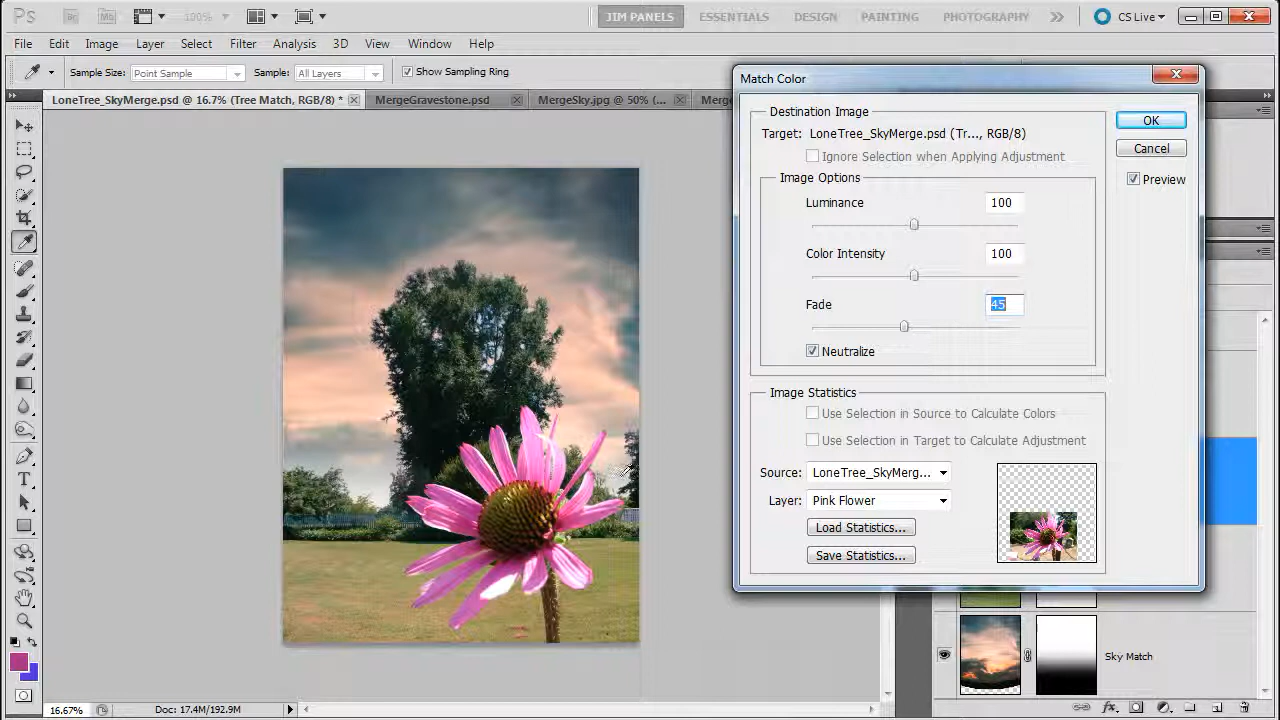 Ps Br Mb 100% JIM PANELS ESSENTIALS DESIGN PAINTING PHOTOGRAPHY CS Live
File Edit Image Layer Select Filter Analysis 3D View Window Help
Sample Size: Point Sample Sample: All Layers Show Sampling Ring
LoneTree_SkyMerge.psd @ 16.7% (Tree Match, RGB/8) * MergeGravestone.psd MergeSky.jpg @ 50% (... Merge
Match Color
Destination Image
Target: LoneTree_SkyMerge.psd (Tr..., RGB/8)
Ignore Selection when Applying Adjustment
Image Options
Luminance 100
Color Intensity 100
Fade 45
Neutralize
OK
Cancel
Preview
Image Statistics
Use Selection in Source to Calculate Colors
Use Selection in Target to Calculate Adjustment
Source: LoneTree_SkyMerg...
Layer: Pink Flower
Load Statistics...
Save Statistics...
Sky Match
16.67% Doc: 17.4M/192.9M